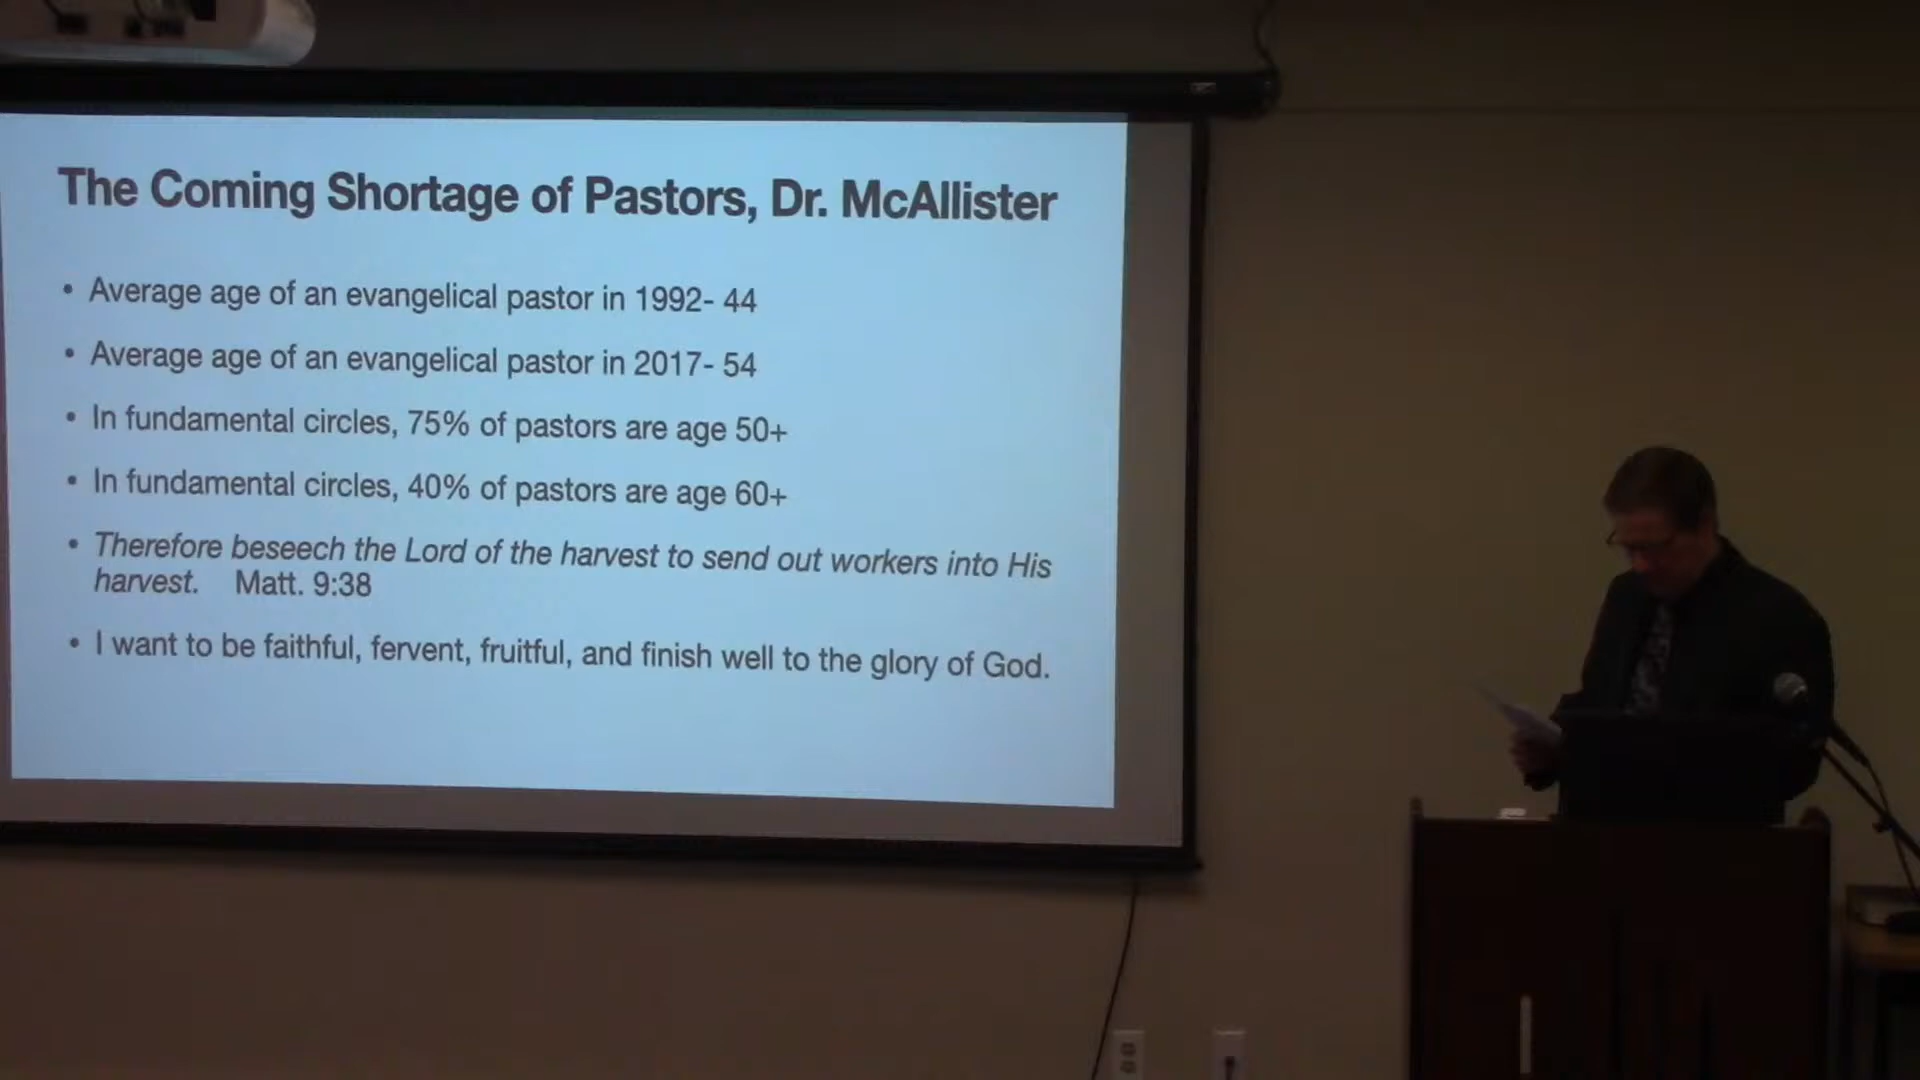 The Coming Shortage of Pastors, Dr. McAllister
• Average age of an evangelical pastor in 1992- 44
• Average age of an evangelical pastor in 2017- 54
• In fundamental circles, 75% of pastors are age 50+
• In fundamental circles, 40% of pastors are age 60+
• Therefore beseech the Lord of the harvest to send out workers into His
harvest. Matt. 9:38
• I want to be faithful, fervent, fruitful, and finish well to the glory of God.